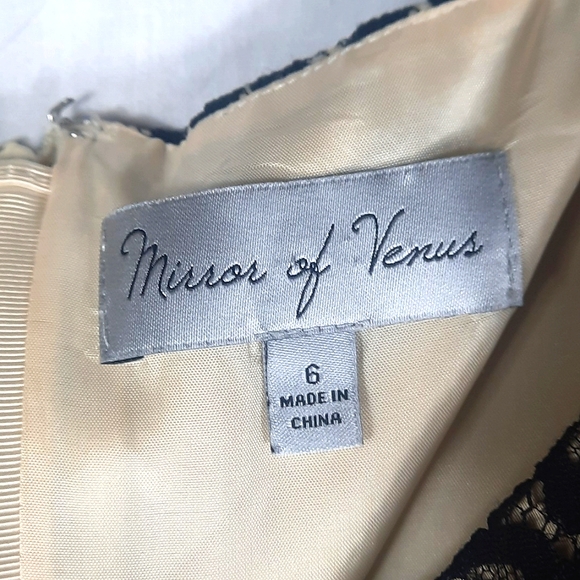 Mirror of Venus
6
MADE IN
CHINA